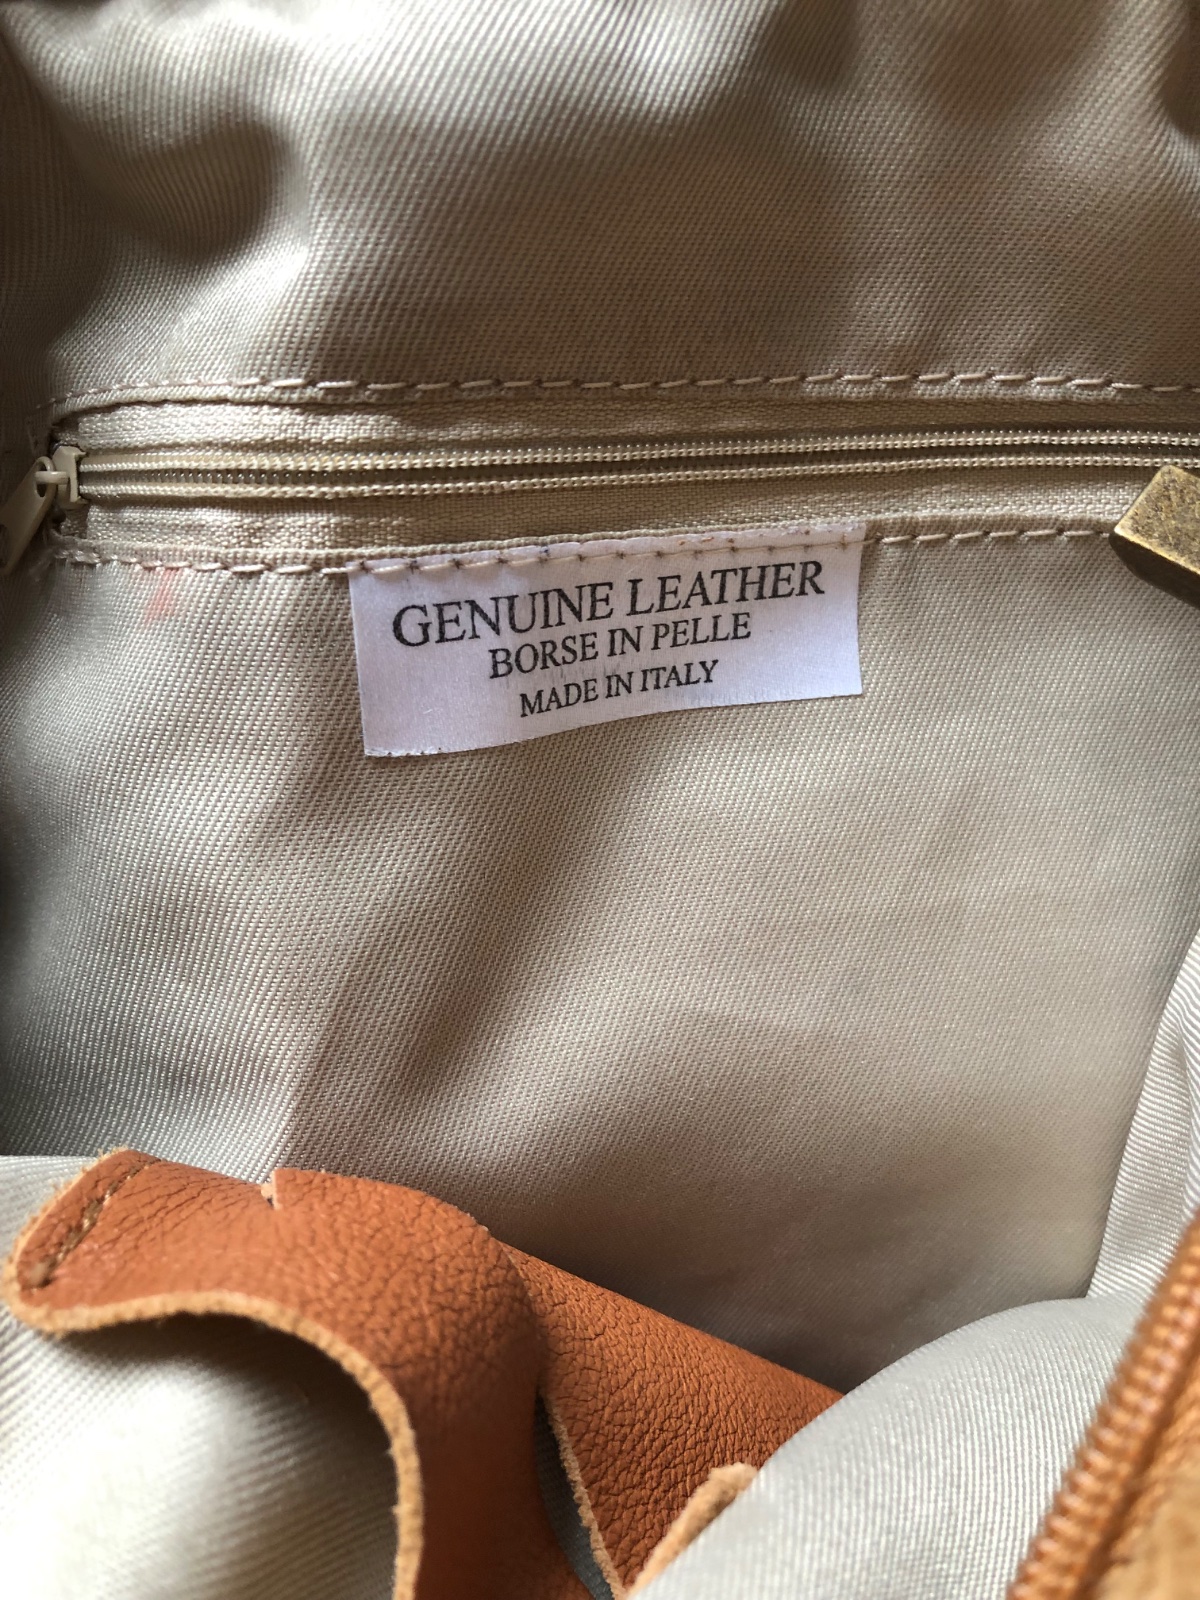 GENUINE LEATHER
BORSE IN PELLE
MADE IN ITALY